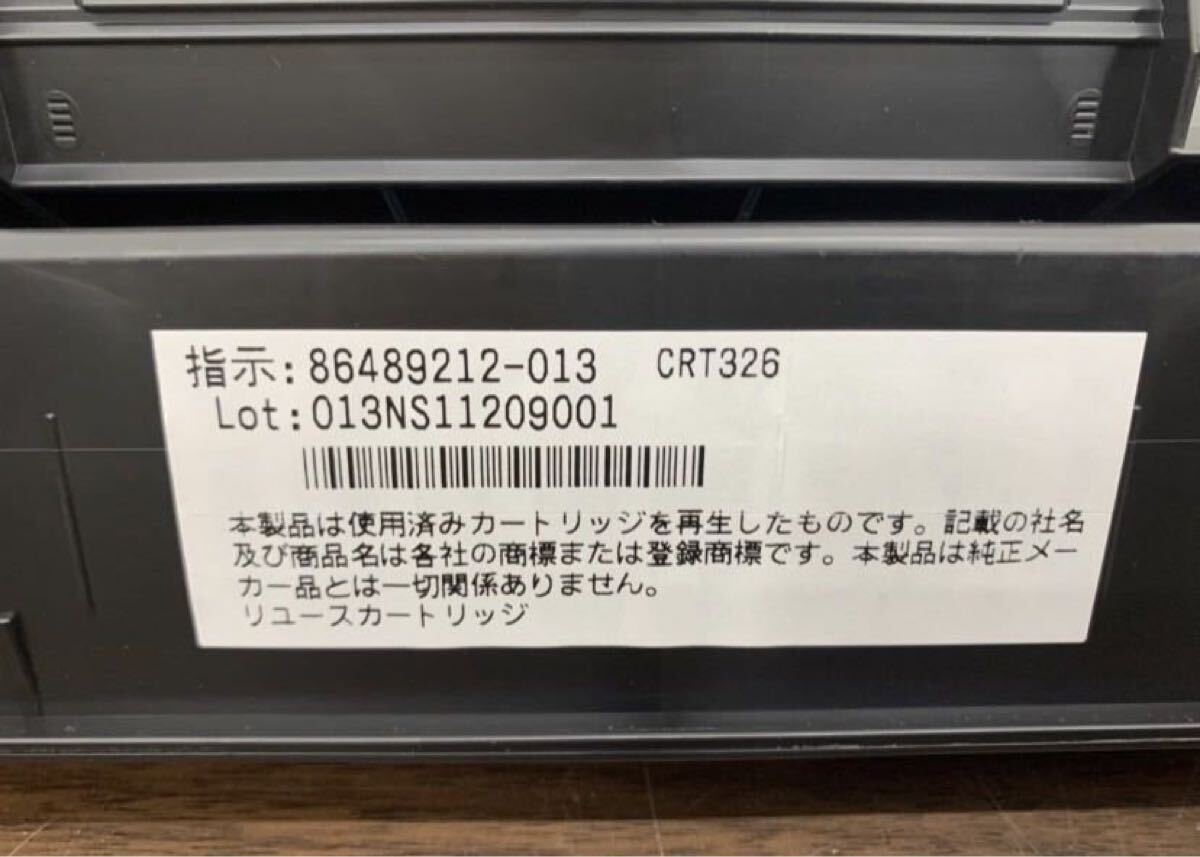 指示:86489212-013 CRT326
Lot:013NS11209001
本製品は使用済みカートリッジを再生したものです。記載の社名
及び商品名は各社の商標または登録商標です。本製品は純正メー
カー品とは一切関係ありません。
リユースカートリッジ